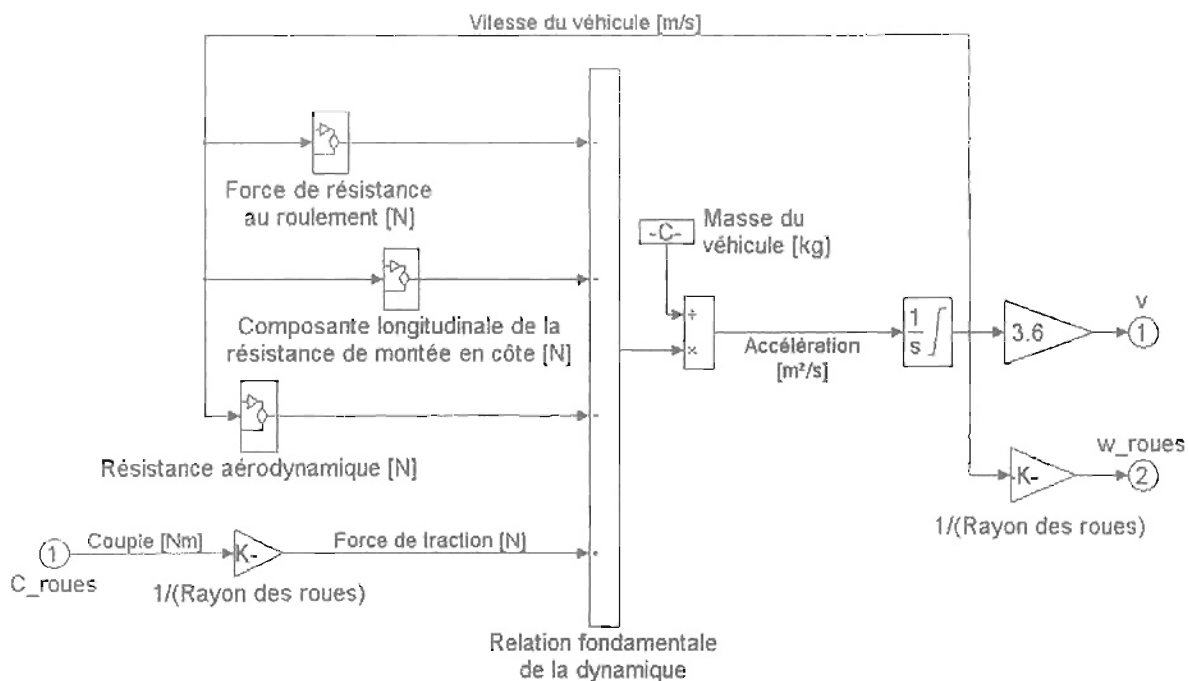 Vitesse du véhicule [m/s]
Force de résistance
au roulement [N]
-C-
Masse du
véhicule [kg]
Composante longitudinale de la
résistance de montée en côte [N]
÷
×
Accélération
[m²/s]
1
s
3.6
v
1
Résistance aérodynamique [N]
K-
w_roues
2
1/(Rayon des roues)
1
C_roues
Couple [Nm]
K-
Force de traction [N]
1/(Rayon des roues)
Relation fondamentale
de la dynamique